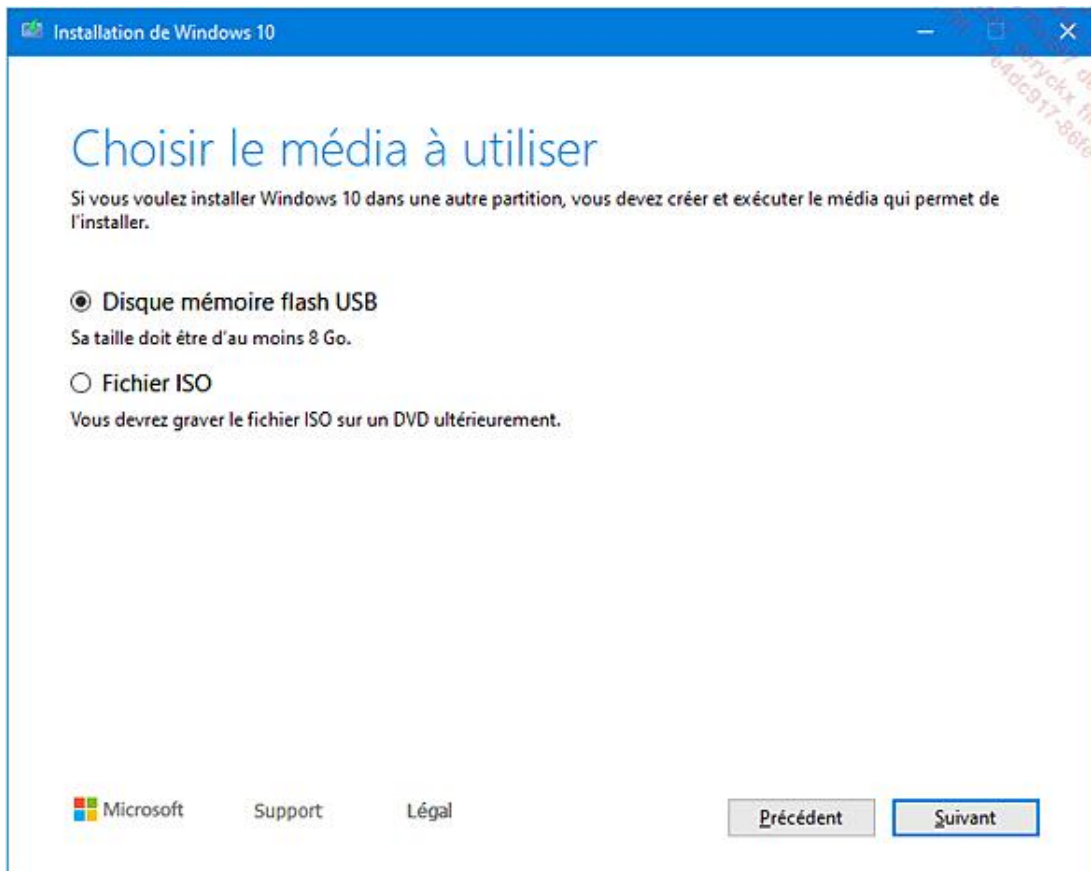 Installation de Windows 10
Choisir le média à utiliser
Si vous voulez installer Windows 10 dans une autre partition, vous devez créer et exécuter le média qui permet de
l'installer.
Disque mémoire flash USB
Sa taille doit être d'au moins 8 Go.
Fichier ISO
Vous devrez graver le fichier ISO sur un DVD ultérieurement.
Microsoft Support Légal Précédent Suivant